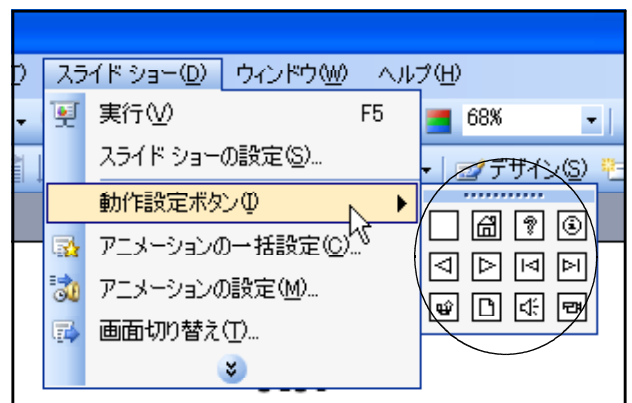 スライド ショー(D) ウィンドウ(W) ヘルプ(H)
実行(V) F5
68%
スライド ショーの設定(S)...
デザイン(S)
動作設定ボタン(I)
アニメーションの一括設定(C)...
アニメーションの設定(M)...
画面切り替え(T)...